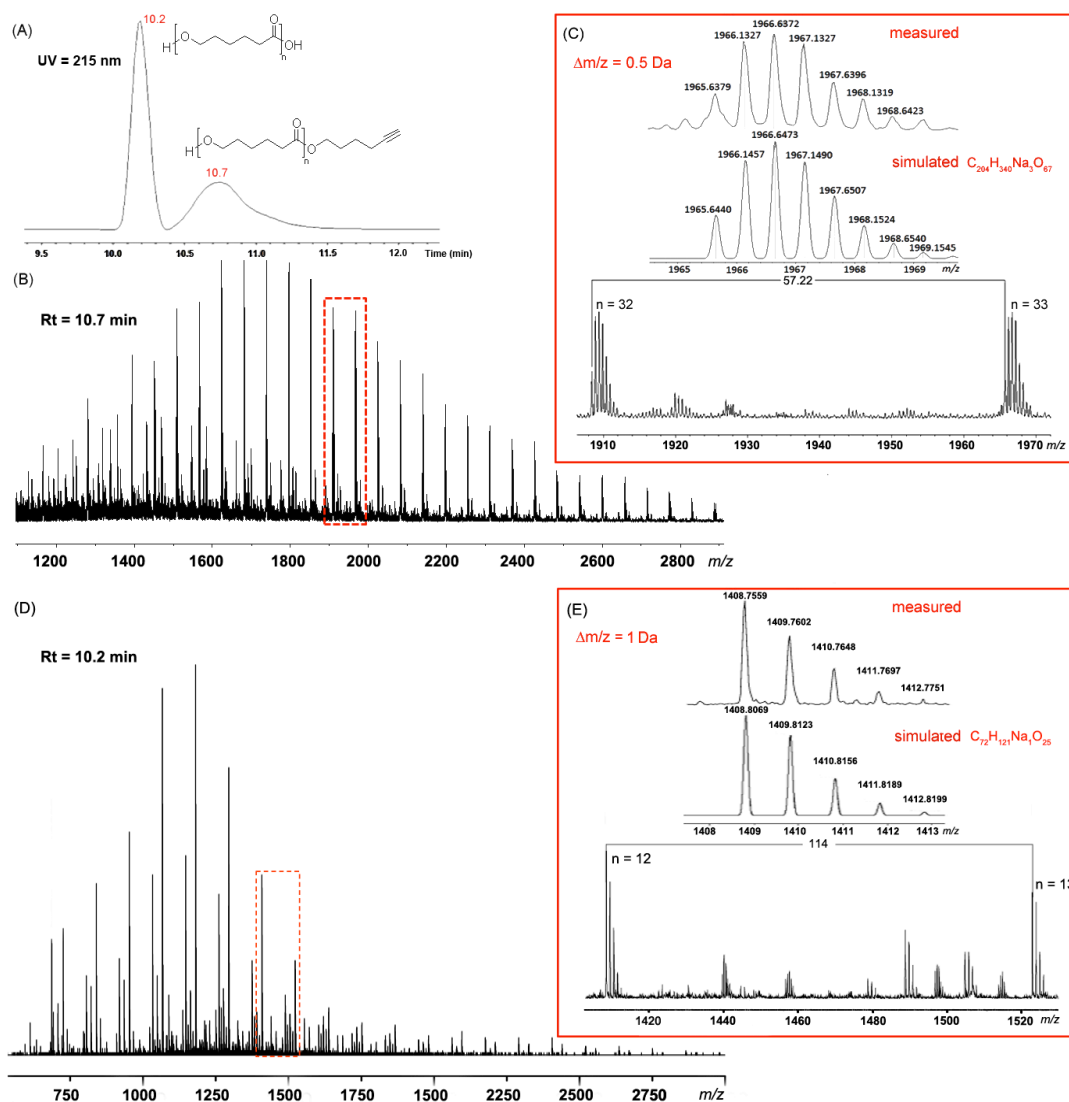 (A)
10.2
UV = 215 nm
H
O
O
OH
n
H
O
O
O
n
10.7
9.5 10.0 10.5 10.7 11.0 11.5 12.0 Time (min)
(B)
Rt = 10.7 min
1200 1400 1600 1800 2000 2200 2400 2600 2800 m/z
(C)
measured
Δm/z = 0.5 Da
1965.6379
1966.1327
1966.6372
1967.1327
1967.6396
1968.1319
1968.6423
simulated C₂₀₄H₃₄₀Na₃O₆₇
1965.6440
1966.1457
1966.6473
1967.1490
1967.6507
1968.1524
1968.6540
1969.1545
1965 1966 1967 1968 1969 m/z
57.22
n = 32
n = 33
1910 1920 1930 1940 1950 1960 1970 m/z
(D)
Rt = 10.2 min
750 1000 1250 1500 1750 2000 1500 2250 2500 2750 m/z
(E)
measured
Δm/z = 1 Da
1408.7559
1409.7602
1410.7648
1411.7697
1412.7751
simulated C₇₂H₁₂₁Na₁O₂₅
1408.8069
1409.8123
1410.8156
1411.8189
1412.8199
1408 1409 1410 1411 1412 1413 m/z
114
n = 12
n = 13
1420 1440 1460 1480 1500 1520 m/z